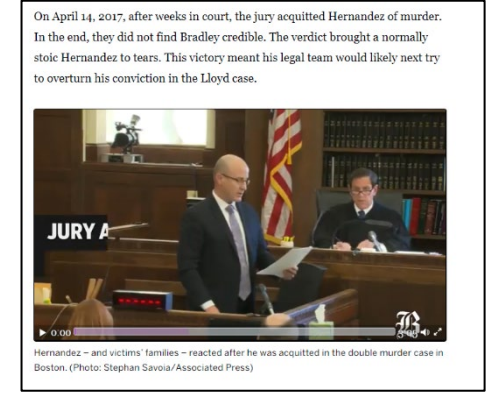 On April 14, 2017, after weeks in court, the jury acquitted Hernandez of murder.
In the end, they did not find Bradley credible. The verdict brought a normally
stoic Hernandez to tears. This victory meant his legal team would likely next try
to overturn his conviction in the Lloyd case.
JURY A
B
0:00
Hernandez – and victims' families – reacted after he was acquitted in the double murder case in
Boston. (Photo: Stephan Savoia/Associated Press)